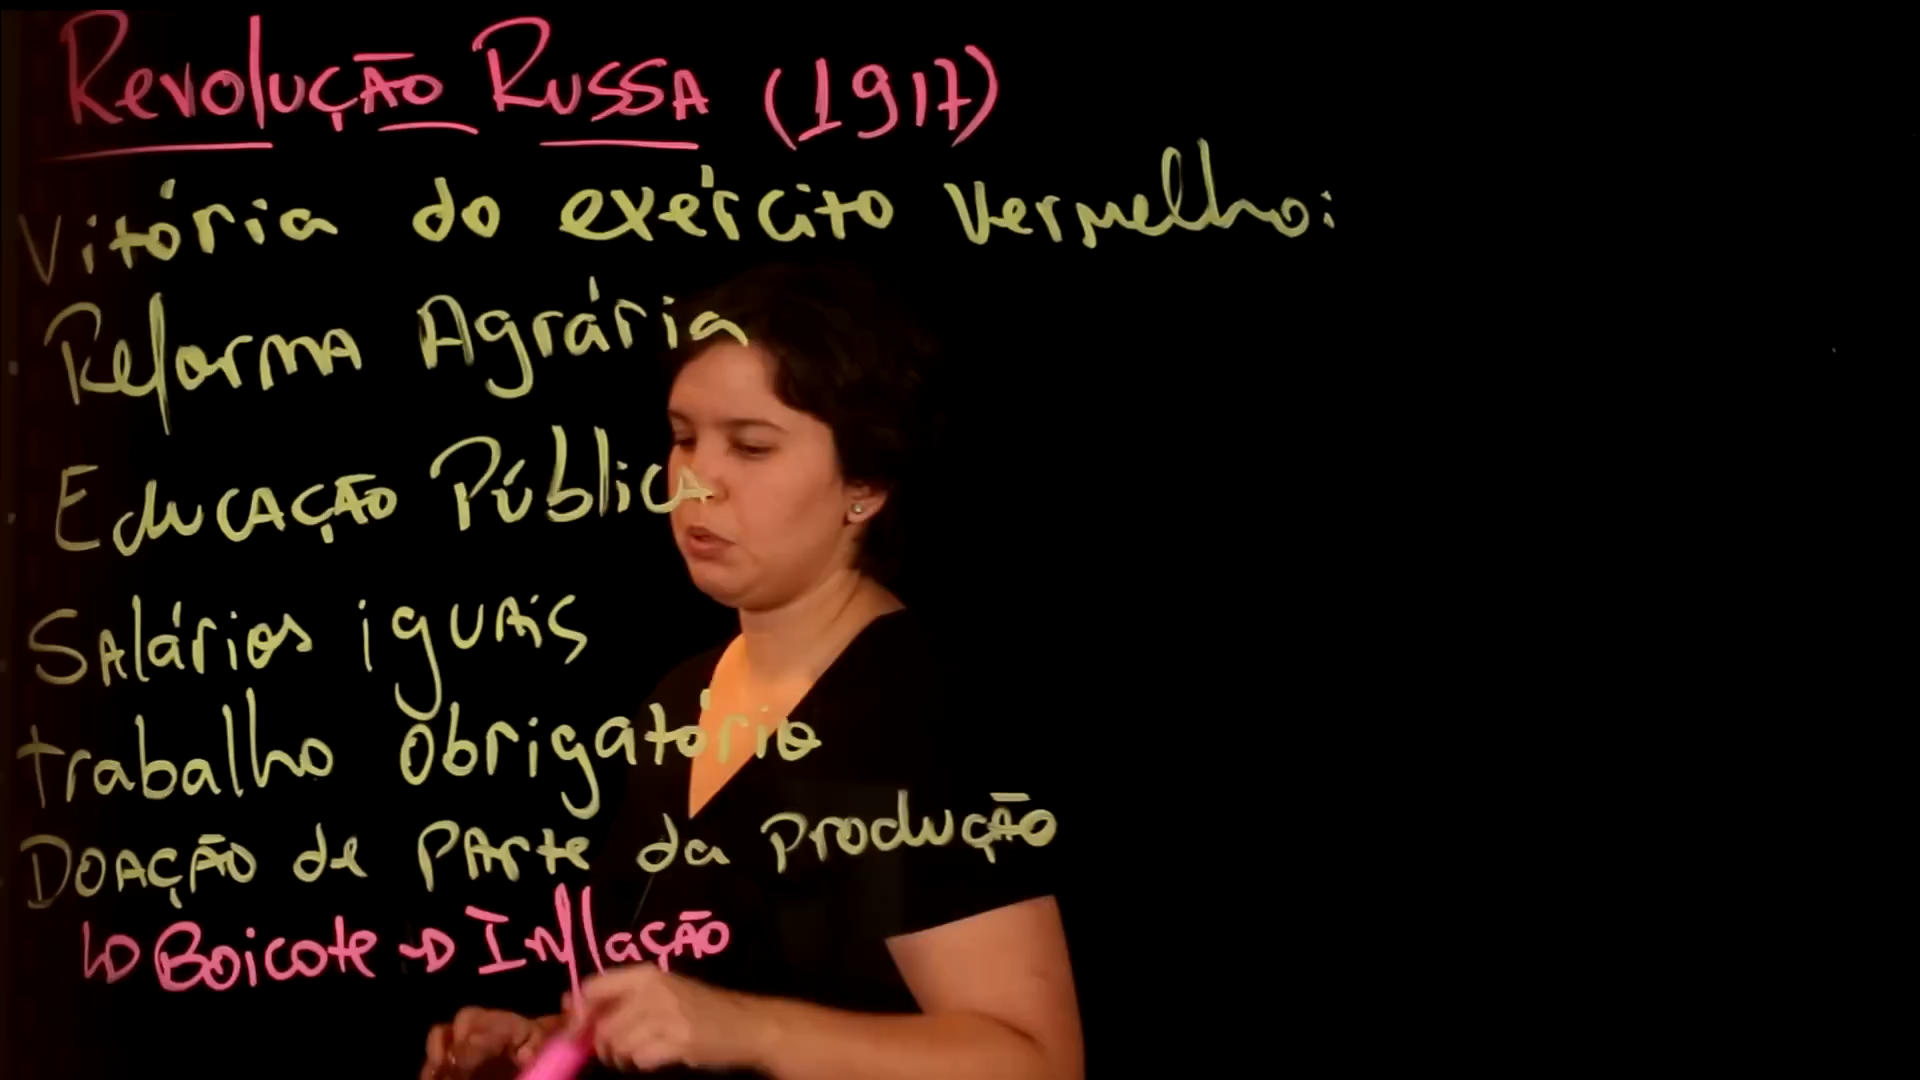 Revolução Russa (1917)
Vitória do exército Vermelho:
Reforma Agrária
Educação Pública
Salários iguais
trabalho obrigatório
Doação de parte da produção
↳ Boicote → Inflação